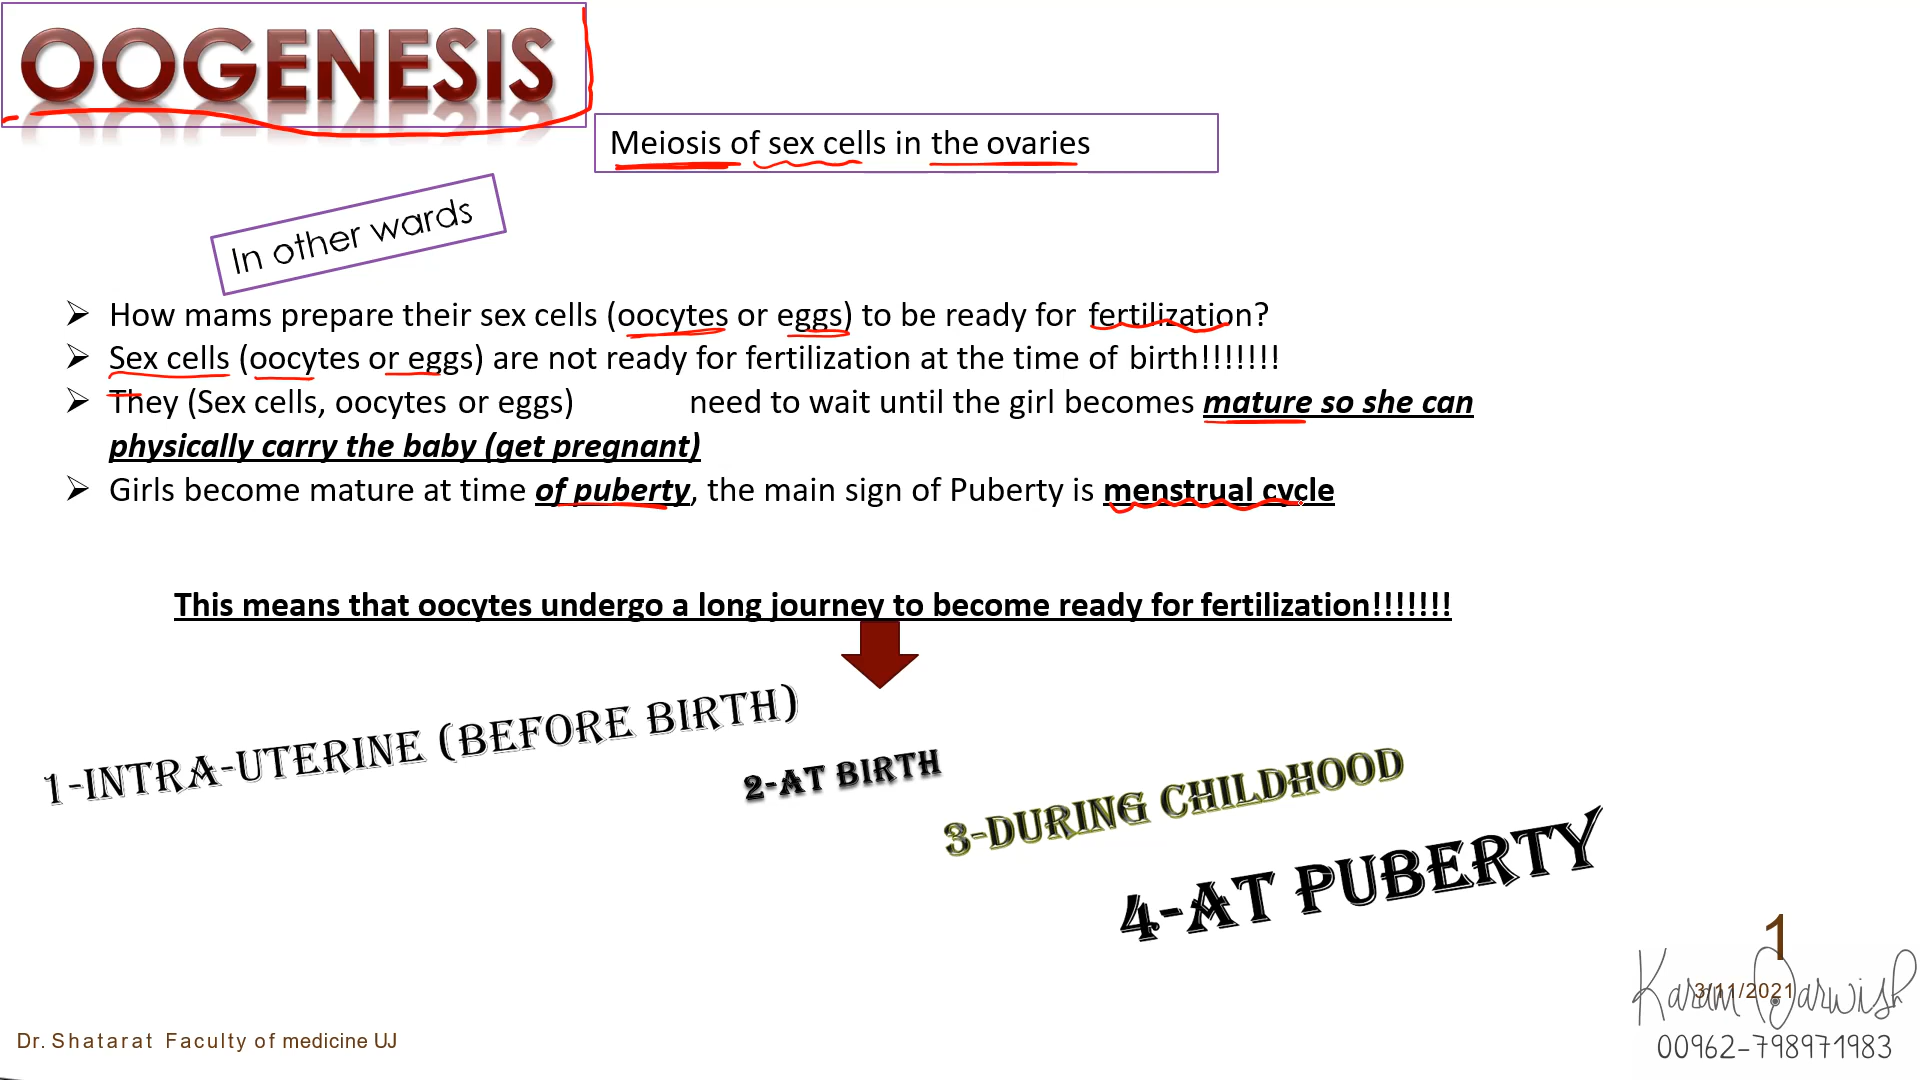 OOGENESIS
Meiosis of sex cells in the ovaries
In other wards
➢ How mams prepare their sex cells (oocytes or eggs) to be ready for fertilization?
➢ Sex cells (oocytes or eggs) are not ready for fertilization at the time of birth!!!!!!!
➢ They (Sex cells, oocytes or eggs) need to wait until the girl becomes mature so she can
physically carry the baby (get pregnant)
➢ Girls become mature at time of puberty, the main sign of Puberty is menstrual cycle
This means that oocytes undergo a long journey to become ready for fertilization!!!!!!!
1-INTRA-UTERINE (BEFORE BIRTH)
2-AT BIRTH
3-DURING CHILDHOOD
4-AT PUBERTY
1
Karam Darwish
3/11/2021
00962-798971983
Dr. Shatarat Faculty of medicine UJ